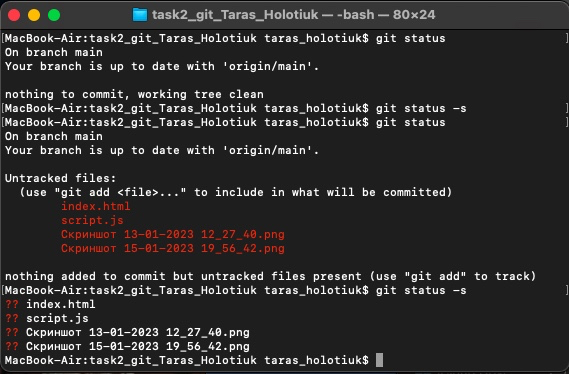 task2_git_Taras_Holotiuk — -bash — 80×24
[MacBook-Air:task2_git_Taras_Holotiuk taras_holotiuk$ git status ]
On branch main
Your branch is up to date with 'origin/main'.
nothing to commit, working tree clean
[MacBook-Air:task2_git_Taras_Holotiuk taras_holotiuk$ git status -s ]
[MacBook-Air:task2_git_Taras_Holotiuk taras_holotiuk$ git status ]
On branch main
Your branch is up to date with 'origin/main'.
Untracked files:
  (use "git add <file>..." to include in what will be committed)
        index.html
        script.js
        Скриншот 13-01-2023 12_27_40.png
        Скриншот 15-01-2023 19_56_42.png
nothing added to commit but untracked files present (use "git add" to track)
[MacBook-Air:task2_git_Taras_Holotiuk taras_holotiuk$ git status -s ]
?? index.html
?? script.js
?? Скриншот 13-01-2023 12_27_40.png
?? Скриншот 15-01-2023 19_56_42.png
MacBook-Air:task2_git_Taras_Holotiuk taras_holotiuk$